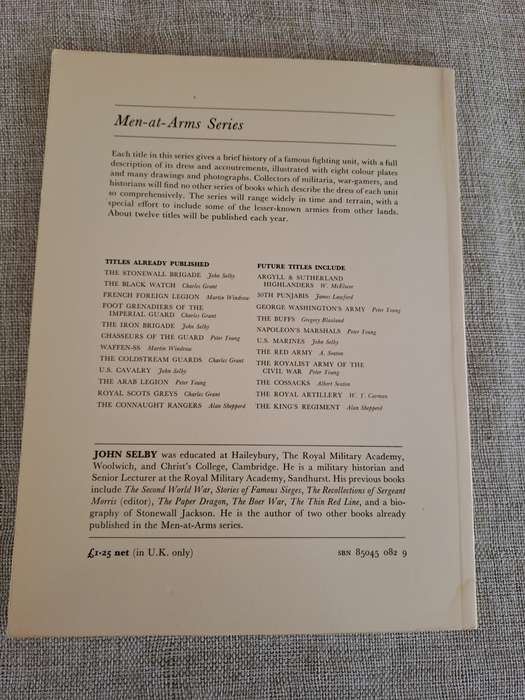 Men-at-Arms Series
Each title in this series gives a brief history of a famous fighting unit, with a full
description of its dress and accoutrements, illustrated with eight colour plates
and many drawings and photographs. Collectors of militaria, war-gamers, and
historians will find no other series of books which describe the dress of each unit
so comprehensively. The series will range widely in time and terrain, with a
special effort to include some of the lesser-known armies from other lands.
About twelve titles will be published each year.
TITLES ALREADY PUBLISHED
THE STONEWALL BRIGADE John Selby
THE BLACK WATCH Charles Grant
FRENCH FOREIGN LEGION Martin Windrow
FOOT GRENADIERS OF THE
IMPERIAL GUARD Charles Grant
THE IRON BRIGADE John Selby
CHASSEURS OF THE GUARD Peter Young
WAFFEN-SS Martin Windrow
THE COLDSTREAM GUARDS Charles Grant
U.S. CAVALRY John Selby
THE ARAB LEGION Peter Young
ROYAL SCOTS GREYS Charles Grant
THE CONNAUGHT RANGERS Alan Shepperd
FUTURE TITLES INCLUDE
ARGYLL & SUTHERLAND
HIGHLANDERS W. McElwee
30TH PUNJABIS James Lawford
GEORGE WASHINGTON'S ARMY Peter Young
THE BUFFS Gregory Blaxland
NAPOLEON'S MARSHALS Peter Young
U.S. MARINES John Selby
THE RED ARMY A. Seaton
THE ROYALIST ARMY OF THE
CIVIL WAR Peter Young
THE COSSACKS Albert Seaton
THE ROYAL ARTILLERY W. Y. Carman
THE KING'S REGIMENT Alan Shepperd
JOHN SELBY was educated at Haileybury, The Royal Military Academy,
Woolwich, and Christ's College, Cambridge. He is a military historian and
Senior Lecturer at the Royal Military Academy, Sandhurst. His previous books
include The Second World War, Stories of Famous Sieges, The Recollections of Sergeant
Morris (editor), The Paper Dragon, The Boer War, The Thin Red Line, and a bio-
graphy of Stonewall Jackson. He is the author of two other books already
published in the Men-at-Arms series.
£1·25 net (in U.K. only)
SBN 85045 082 9